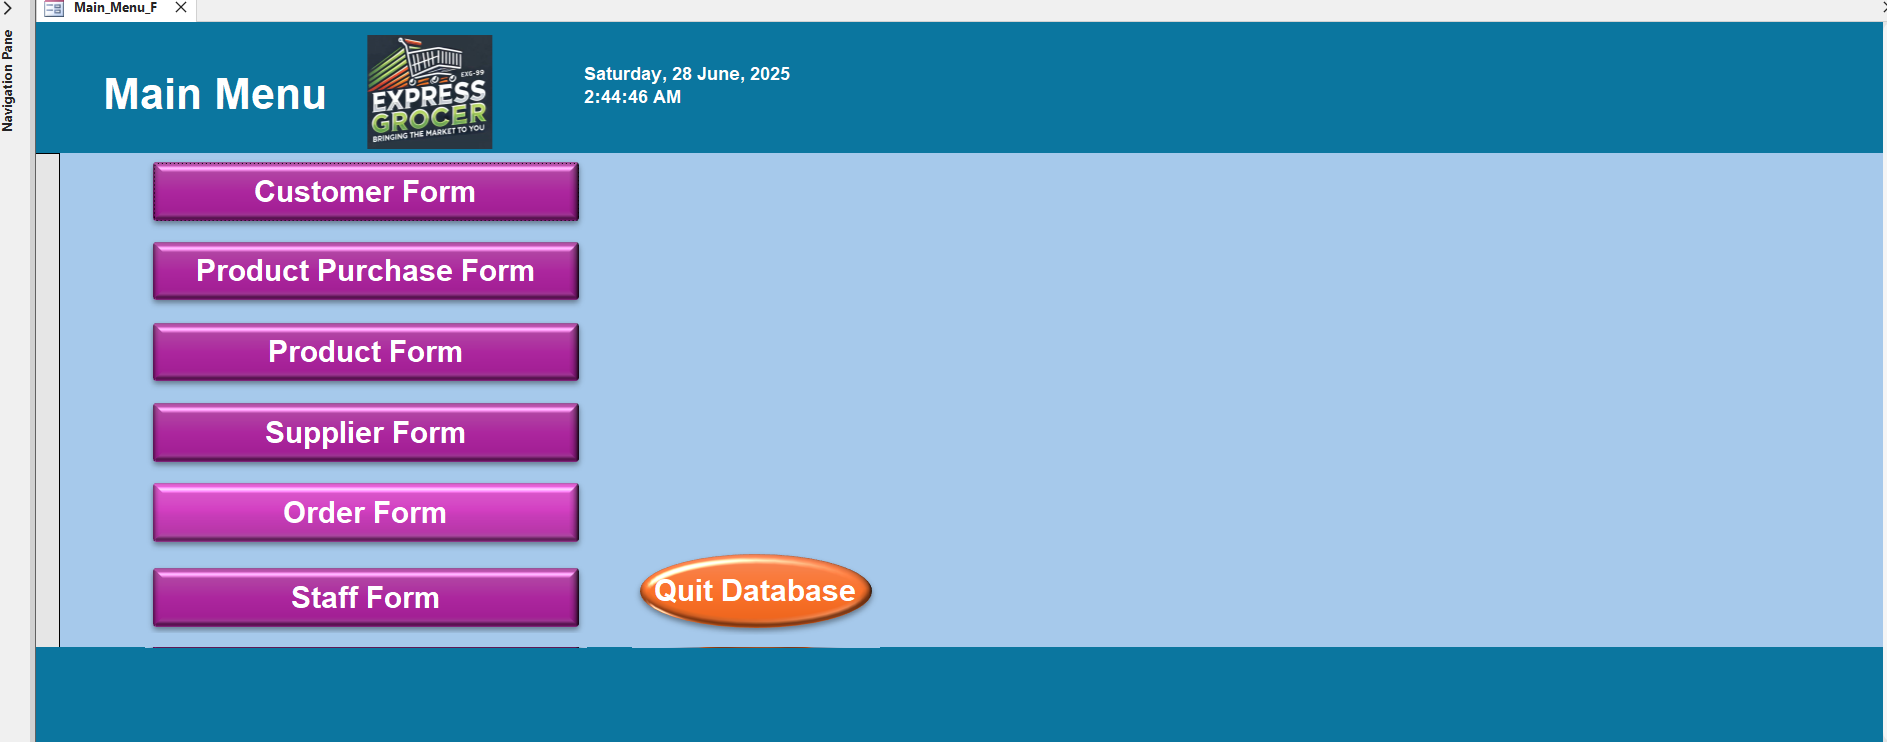 Main_Menu_F
Navigation Pane
Main Menu
EXG-99
EXPRESS
GROCER
BRINGING THE MARKET TO YOU
Saturday, 28 June, 2025
2:44:46 AM
Customer Form
Product Purchase Form
Product Form
Supplier Form
Order Form
Staff Form
Quit Database